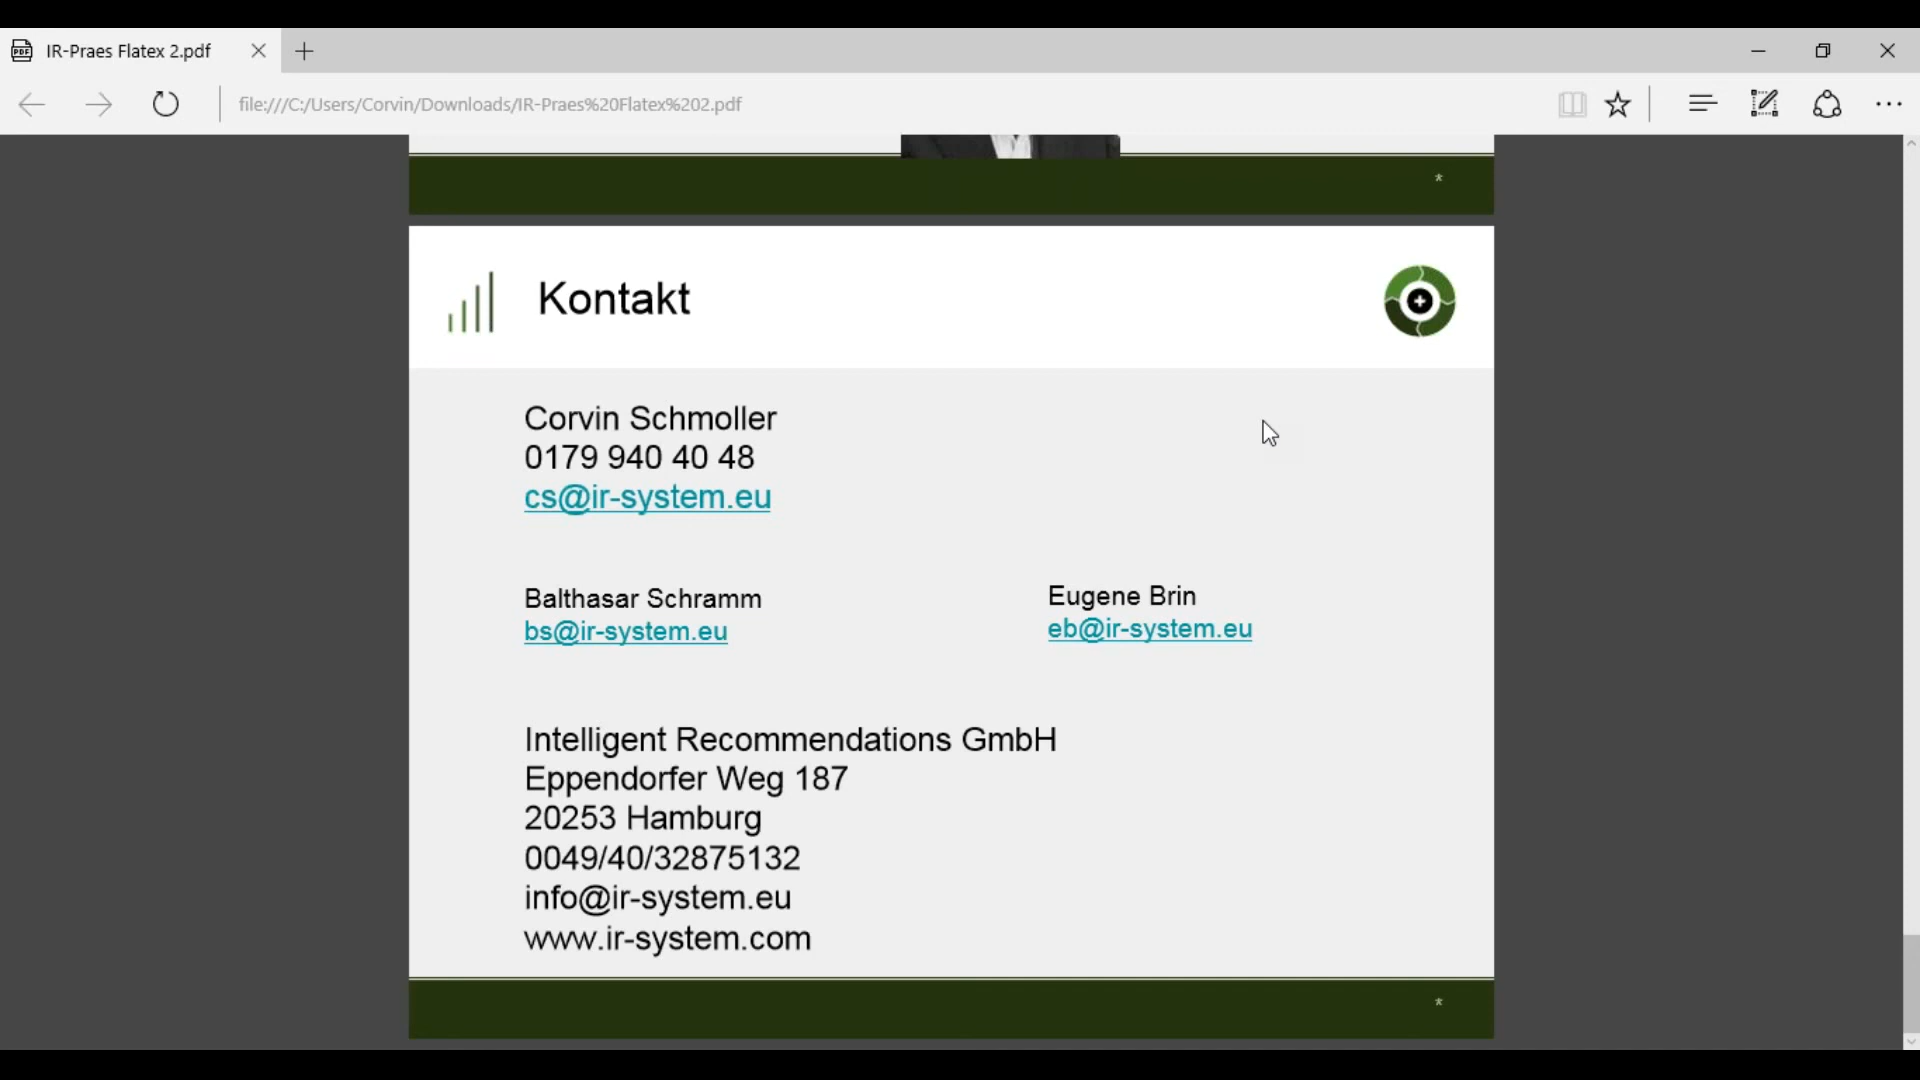 IR-Praes Flatex 2.pdf
file:///C:/Users/Corvin/Downloads/IR-Praes%20Flatex%202.pdf
*
Kontakt
Corvin Schmoller
0179 940 40 48
cs@ir-system.eu
Balthasar Schramm
bs@ir-system.eu
Eugene Brin
eb@ir-system.eu
Intelligent Recommendations GmbH
Eppendorfer Weg 187
20253 Hamburg
0049/40/32875132
info@ir-system.eu
www.ir-system.com
*